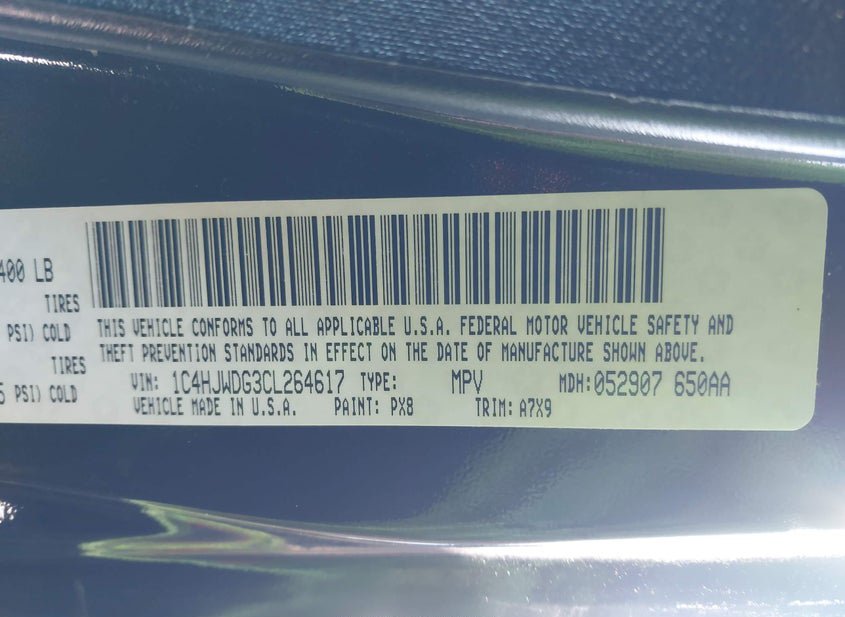 400 LB
TIRES
PSI) COLD
TIRES
5 PSI) COLD
THIS VEHICLE CONFORMS TO ALL APPLICABLE U.S.A. FEDERAL MOTOR VEHICLE SAFETY AND
THEFT PREVENTION STANDARDS IN EFFECT ON THE DATE OF MANUFACTURE SHOWN ABOVE.
VIN: 1C4HJWDG3CL264617 TYPE: MPV MDH:052907 650AA
VEHICLE MADE IN U.S.A. PAINT: PX8 TRIM: A7X9